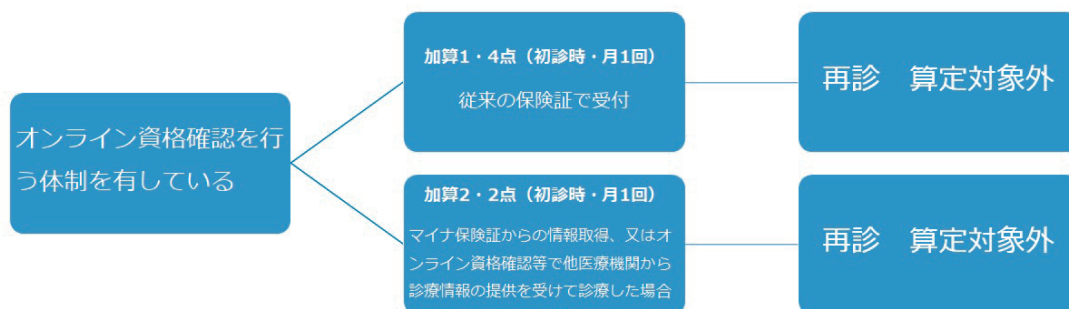 オンライン資格確認を行
う体制を有している
加算1・4点（初診時・月1回）
従来の保険証で受付
再診　算定対象外
加算2・2点（初診時・月1回）
マイナ保険証からの情報取得、又はオ
ンライン資格確認等で他医療機関から
診療情報の提供を受けて診療した場合
再診　算定対象外